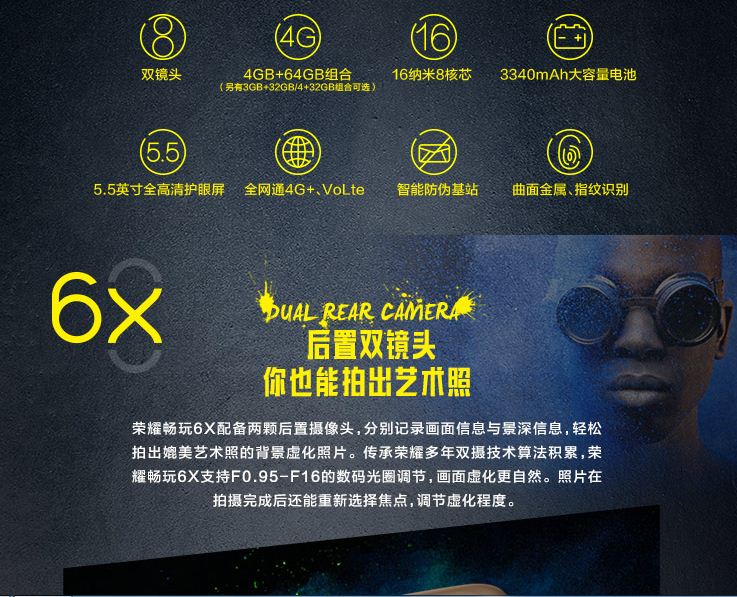 8 4G 16
双镜头 4GB+64GB组合 16纳米8核芯 3340mAh大容量电池
(另有3GB+32GB/4+32GB组合可选)
5.5
5.5英寸全高清护眼屏 全网通4G+、VoLte 智能防伪基站 曲面金属、指纹识别
6X
DUAL REAR CAMERA
后置双镜头
你也能拍出艺术照
荣耀畅玩6X配备两颗后置摄像头，分别记录画面信息与景深信息，轻松
拍出媲美艺术照的背景虚化照片。传承荣耀多年双摄技术算法积累，荣
耀畅玩6X支持F0.95-F16的数码光圈调节，画面虚化更自然。照片在
拍摄完成后还能重新选择焦点，调节虚化程度。